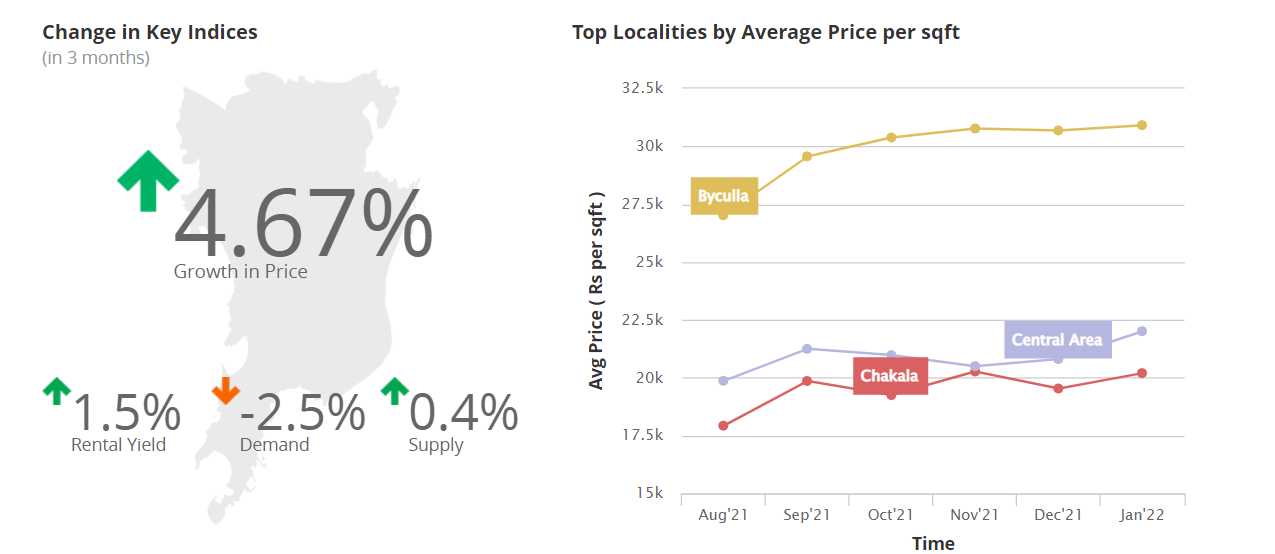 Change in Key Indices
(in 3 months)
4.67%
Growth in Price
1.5%
Rental Yield
-2.5%
Demand
0.4%
Supply
Top Localities by Average Price per sqft
Avg Price ( Rs per sqft )
32.5k
30k
27.5k
25k
22.5k
20k
17.5k
15k
Byculla
Central Area
Chakala
Aug'21 Sep'21 Oct'21 Nov'21 Dec'21 Jan'22
Time